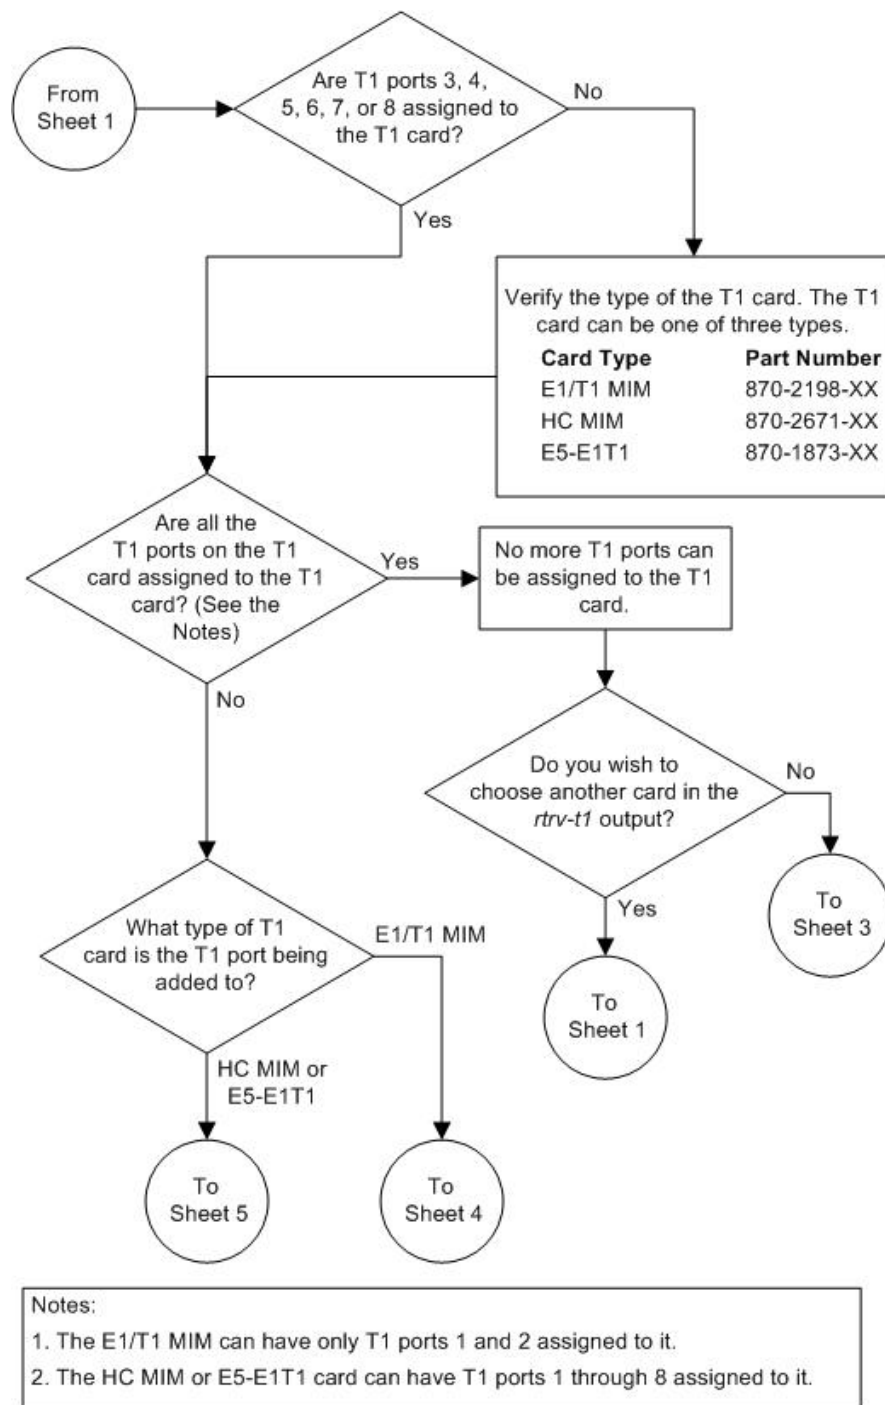 From
Sheet 1
Are T1 ports 3, 4,
5, 6, 7, or 8 assigned to
the T1 card?
No
Yes
Verify the type of the T1 card. The T1
card can be one of three types.
Card Type Part Number
E1/T1 MIM 870-2198-XX
HC MIM 870-2671-XX
E5-E1T1 870-1873-XX
Are all the
T1 ports on the T1
card assigned to the T1
card? (See the
Notes)
Yes
No
No more T1 ports can
be assigned to the T1
card.
Do you wish to
choose another card in the
rtrv-t1 output?
No
Yes
To
Sheet 3
To
Sheet 1
What type of T1
card is the T1 port being
added to?
E1/T1 MIM
HC MIM or
E5-E1T1
To
Sheet 5
To
Sheet 4
Notes:
1. The E1/T1 MIM can have only T1 ports 1 and 2 assigned to it.
2. The HC MIM or E5-E1T1 card can have T1 ports 1 through 8 assigned to it.